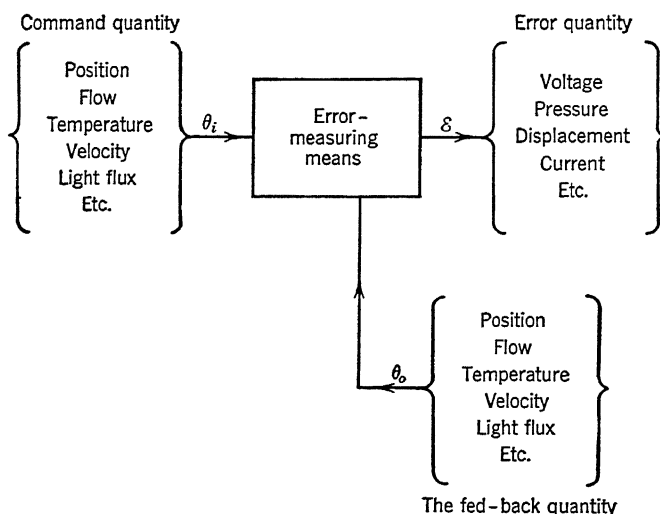 Command quantity
Position
Flow
Temperature
Velocity
Light flux
Etc.
θi
Error-
measuring
means
ℰ
Error quantity
Voltage
Pressure
Displacement
Current
Etc.
θo
Position
Flow
Temperature
Velocity
Light flux
Etc.
The fed-back quantity